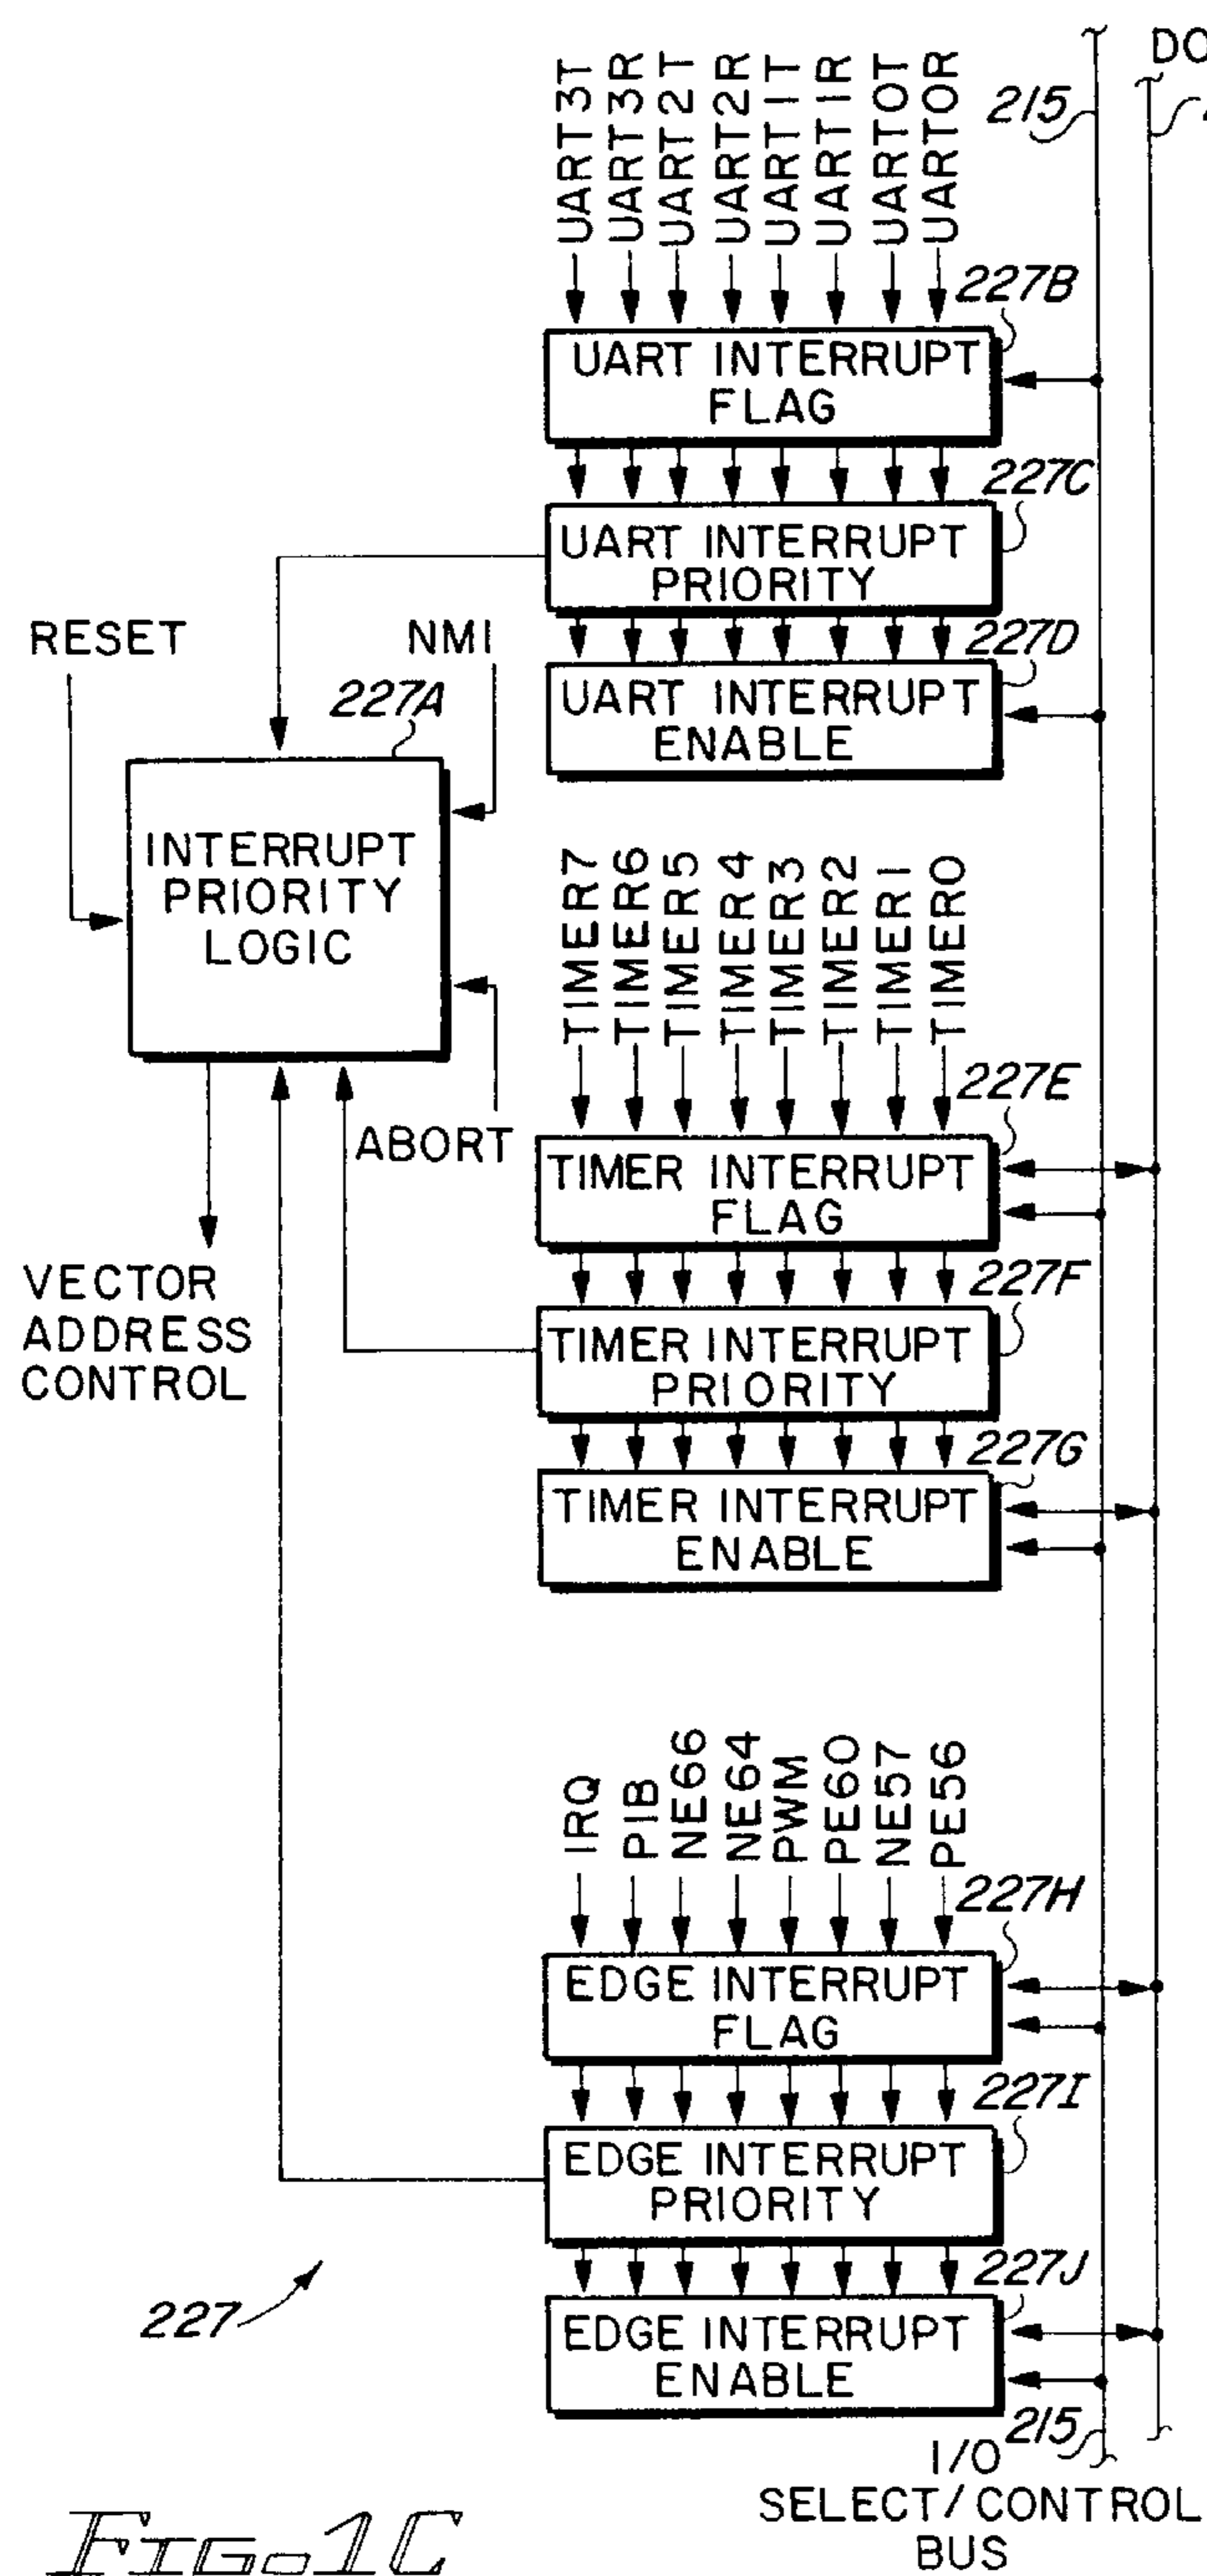 DO
215
UART3T
UART3R
UART2T
UART2R
UART1T
UART1R
UART0T
UART0R
227B
UART INTERRUPT
FLAG
227C
UART INTERRUPT
PRIORITY
227D
UART INTERRUPT
ENABLE
RESET
NMI
227A
INTERRUPT
PRIORITY
LOGIC
ABORT
VECTOR
ADDRESS
CONTROL
TIMER7
TIMER6
TIMER5
TIMER4
TIMER3
TIMER2
TIMER1
TIMER0
227E
TIMER INTERRUPT
FLAG
227F
TIMER INTERRUPT
PRIORITY
227G
TIMER INTERRUPT
ENABLE
IRQ
PIB
NE66
NE64
PWM
PE60
NE57
PE56
227H
EDGE INTERRUPT
FLAG
227I
EDGE INTERRUPT
PRIORITY
227J
EDGE INTERRUPT
ENABLE
227
215
I/O
SELECT/CONTROL
BUS
FIG. 1C